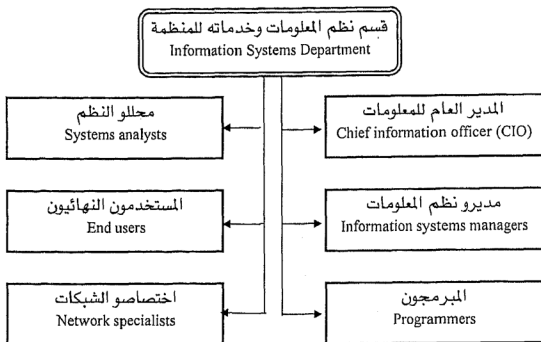 قسم نظم المعلومات وخدماته للمنظمة
Information Systems Department
المدير العام للمعلومات
Chief information officer (CIO)
محللو النظم
Systems analysts
مديرو نظم المعلومات
Information systems managers
المستخدمون النهائيون
End users
المبرمجون
Programmers
اختصاصو الشبكات
Network specialists